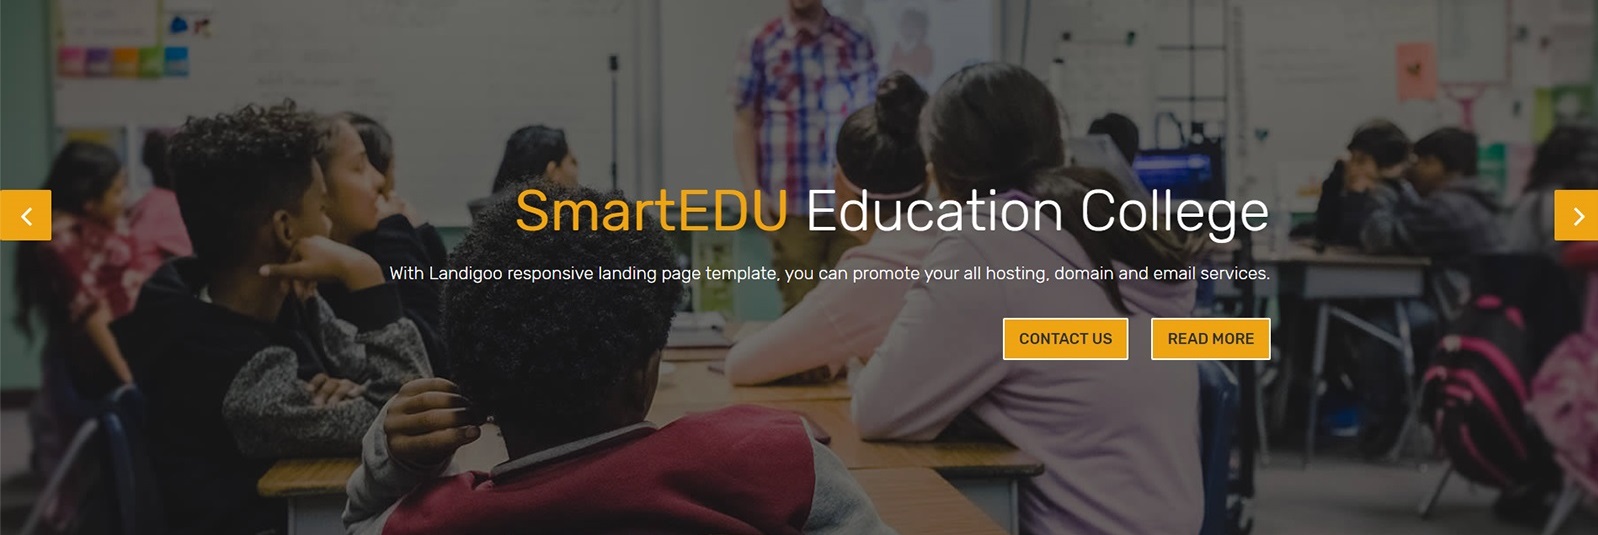 SmartEDU Education College
With Landigoo responsive landing page template, you can promote your all hosting, domain and email services.
CONTACT US
READ MORE